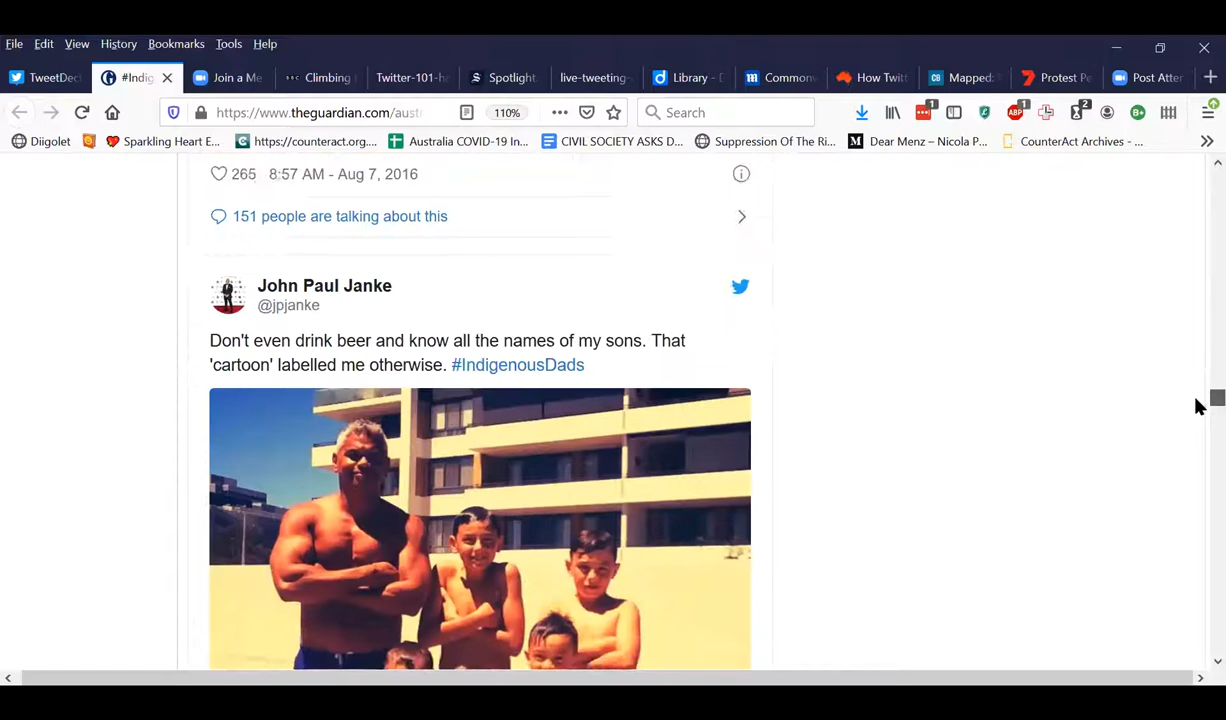 File Edit View History Bookmarks Tools Help
TweetDec #Indig Join a Me Climbing Twitter-101-ha Spotlight. live-tweeting- Library - D Commonv How Twitt Mapped: Protest Pe Post Atter
https://www.theguardian.com/aust 110% Search
Diigolet Sparkling Heart E... https://counteract.org.... Australia COVID-19 In... CIVIL SOCIETY ASKS D... Suppression Of The Ri... Dear Menz – Nicola P... CounterAct Archives - ...
265 8:57 AM - Aug 7, 2016
151 people are talking about this
John Paul Janke
@jpjanke
Don't even drink beer and know all the names of my sons. That
'cartoon' labelled me otherwise. #IndigenousDads